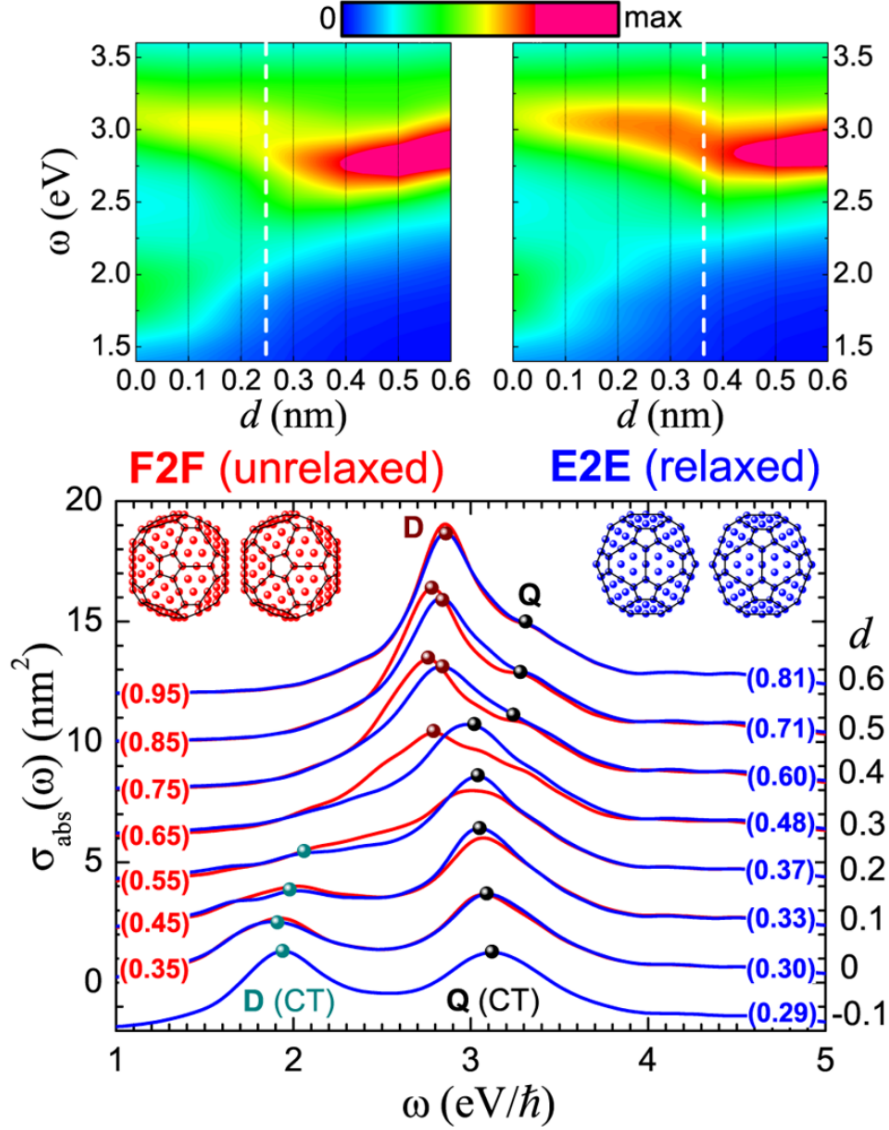 0 max
3.5 3.5
3.0 3.0
2.5 2.5
2.0 2.0
1.5 1.5
ω (eV)
0.0 0.1 0.2 0.3 0.4 0.5 0.6 0.0 0.1 0.2 0.3 0.4 0.5 0.6
d (nm) d (nm)
F2F (unrelaxed) E2E (relaxed)
20
15
10
5
0
σabs(ω) (nm²)
D
Q
d
(0.95) (0.81) 0.6
(0.85) (0.71) 0.5
(0.75) (0.60) 0.4
(0.65) (0.48) 0.3
(0.55) (0.37) 0.2
(0.45) (0.33) 0.1
(0.35) (0.30) 0
(0.29) -0.1
D (CT) Q (CT)
1 2 3 4 5
ω (eV/ħ)